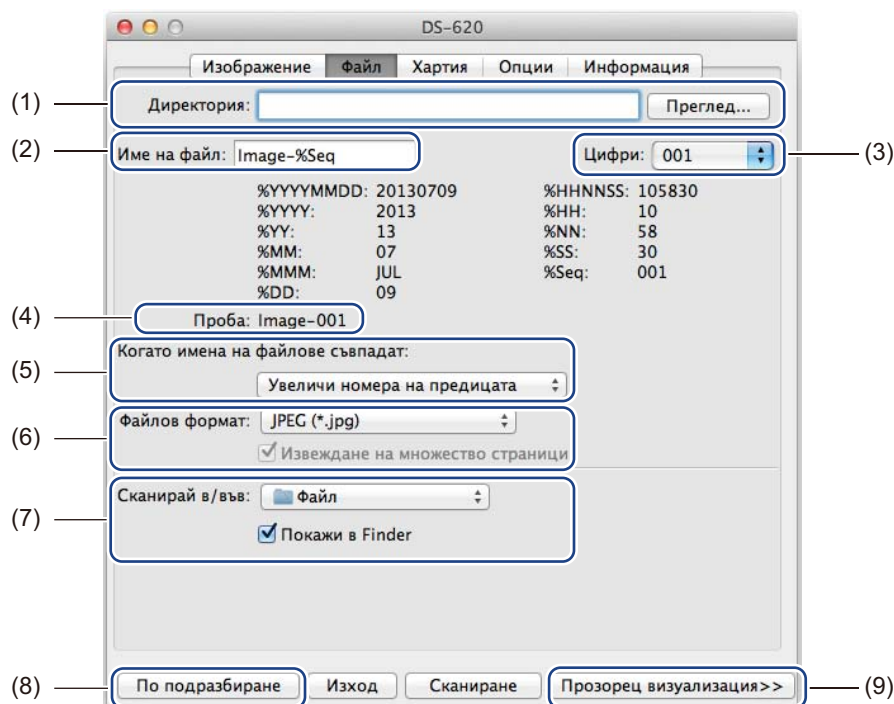 DS-620
Изображение Файл Хартия Опции Информация
(1) Директория: Преглед...
(2) Име на файл: Image-%Seq Цифри: 001 (3)
%YYYYMMDD: 20130709 %HHNNSS: 105830
%YYYY: 2013 %HH: 10
%YY: 13 %NN: 58
%MM: 07 %SS: 30
%MMM: JUL %Seq: 001
%DD: 09
(4) Проба: Image-001
Когато имена на файлове съвпадат:
(5) Увеличи номера на предицата
(6) Файлов формат: JPEG (*.jpg)
Извеждане на множество страници
(7) Сканирай в/във: Файл
Покажи в Finder
(8) По подразбиране Изход Сканиране Прозорец визуализация>> (9)